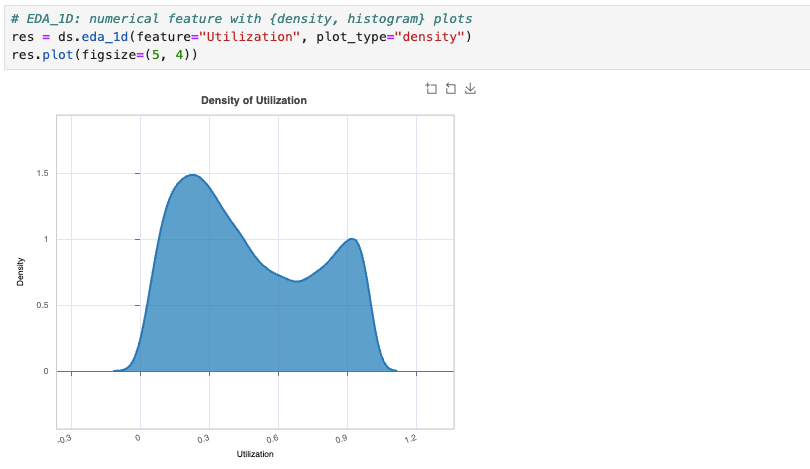 # EDA_1D: numerical feature with {density, histogram} plots
res = ds.eda_1d(feature="Utilization", plot_type="density")
res.plot(figsize=(5, 4))
Density of Utilization
1.5
1
0.5
0
Density
-0.3
0
0.3
0.6
0.9
1.2
Utilization